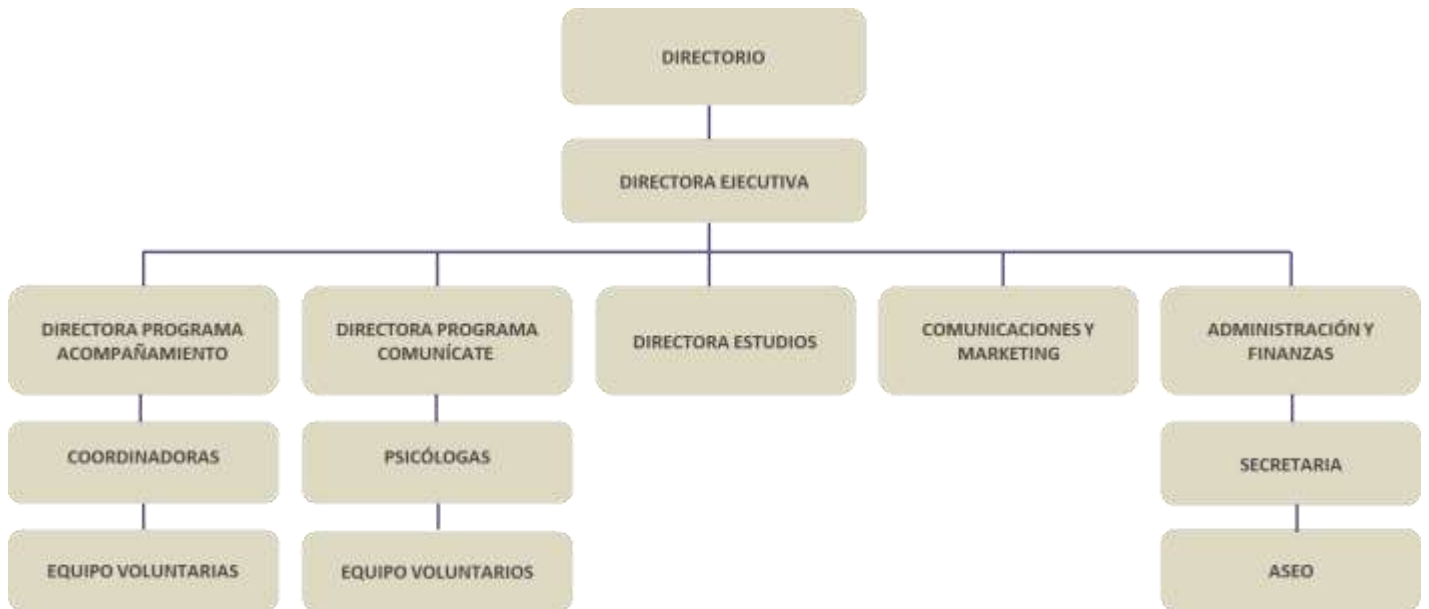 DIRECTORIO
DIRECTORA EJECUTIVA
DIRECTORA PROGRAMA
ACOMPAÑAMIENTO
DIRECTORA PROGRAMA
COMUNÍCATE
DIRECTORA ESTUDIOS
COMUNICACIONES Y
MARKETING
ADMINISTRACIÓN Y
FINANZAS
COORDINADORAS
PSICÓLOGAS
SECRETARIA
EQUIPO VOLUNTARIAS
EQUIPO VOLUNTARIOS
ASEO